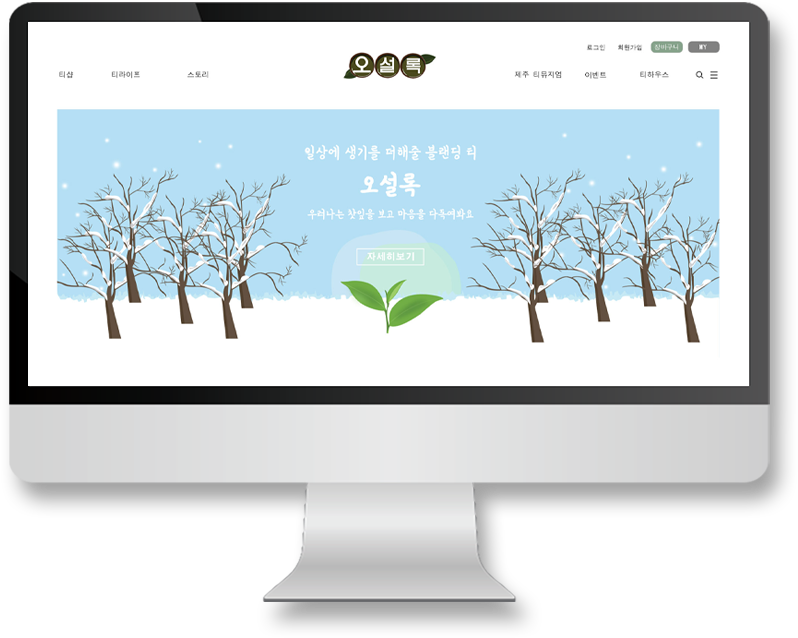 로그인 회원가입 장바구니 MY
티샵 티라이프 스토리 오설록 제주 티뮤지엄 이벤트 티하우스
일상에 생기를 더해줄 블랜딩 티
오설록
우러나는 찻잎을 보고 마음을 다독여봐요
자세히보기